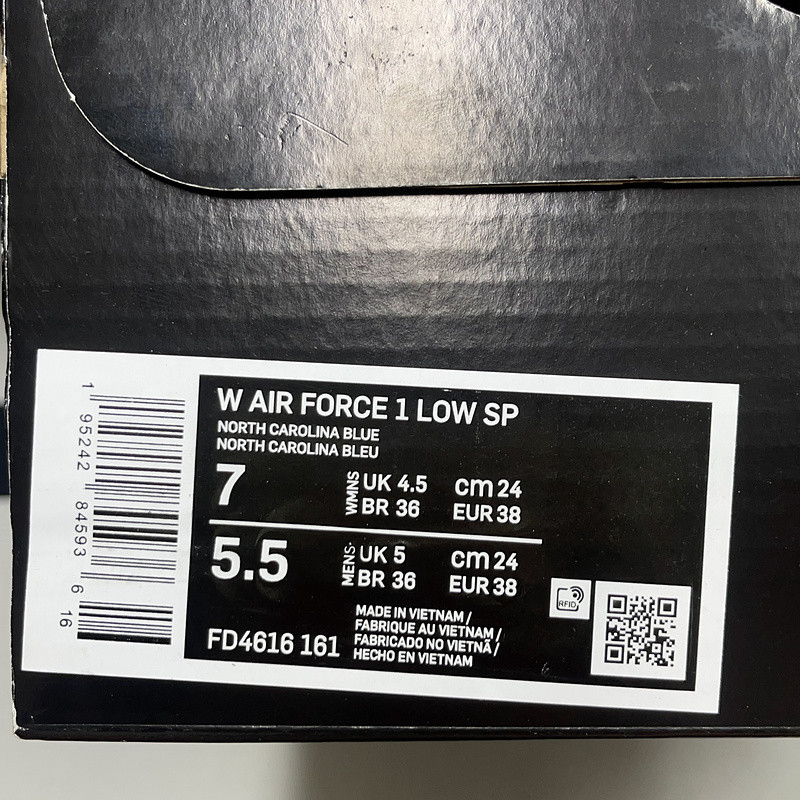 W AIR FORCE 1 LOW SP
NORTH CAROLINA BLUE
NORTH CAROLINA BLEU
7 WMNS UK 4.5 cm 24
BR 36 EUR 38
5.5 MENS· UK 5 cm 24
BR 36 EUR 38
FD4616 161
MADE IN VIETNAM /
FABRIQUE AU VIETNAM /
FABRICADO NO VIETNÃ /
HECHO EN VIETNAM
RFID
1 95242 84593 6 16